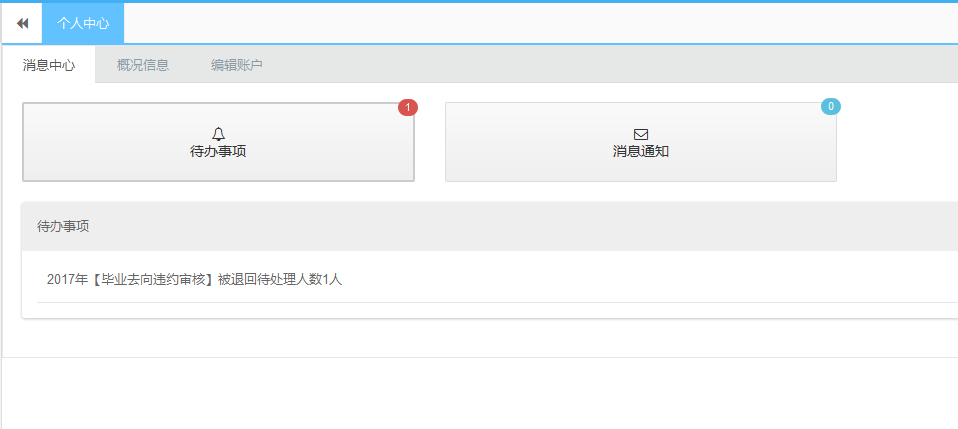 个人中心
消息中心 概况信息 编辑账户
1
待办事项
0
消息通知
待办事项
2017年【毕业去向违约审核】被退回待处理人数1人